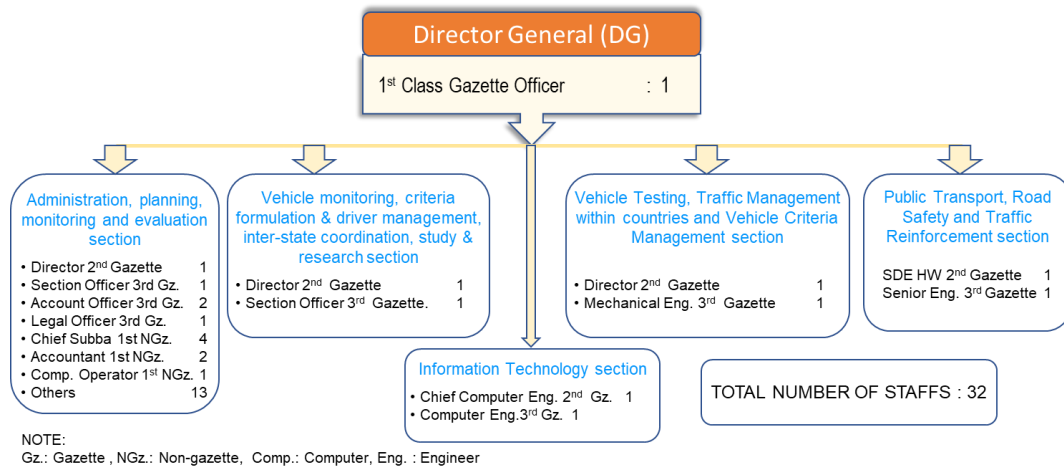 Director General (DG)
1st Class Gazette Officer : 1
Administration, planning,
monitoring and evaluation
section
• Director 2nd Gazette 1
• Section Officer 3rd Gz. 1
• Account Officer 3rd Gz. 2
• Legal Officer 3rd Gz. 1
• Chief Subba 1st NGz. 4
• Accountant 1st NGz. 2
• Comp. Operator 1st NGz. 1
• Others 13
Vehicle monitoring, criteria
formulation & driver management,
inter-state coordination, study &
research section
• Director 2nd Gazette 1
• Section Officer 3rd Gazette. 1
Vehicle Testing, Traffic Management
within countries and Vehicle Criteria
Management section
• Director 2nd Gazette 1
• Mechanical Eng. 3rd Gazette 1
Public Transport, Road
Safety and Traffic
Reinforcement section
SDE HW 2nd Gazette 1
Senior Eng. 3rd Gazette 1
Information Technology section
• Chief Computer Eng. 2nd Gz. 1
• Computer Eng.3rd Gz. 1
TOTAL NUMBER OF STAFFS : 32
NOTE:
Gz.: Gazette , NGz.: Non-gazette, Comp.: Computer, Eng. : Engineer